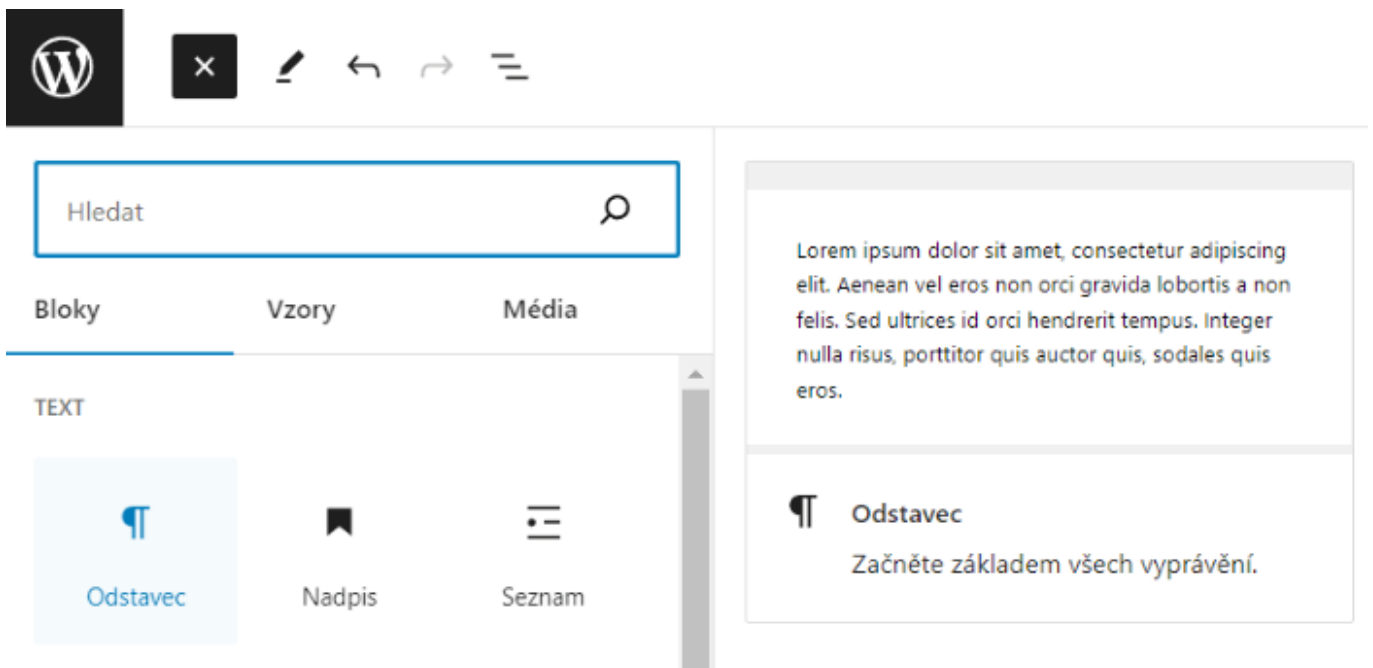 Hledat
Bloky Vzory Média
TEXT
Odstavec Nadpis Seznam
Lorem ipsum dolor sit amet, consectetur adipiscing
elit. Aenean vel eros non orci gravida lobortis a non
felis. Sed ultrices id orci hendrerit tempus. Integer
nulla risus, porttitor quis auctor quis, sodales quis
eros.
Odstavec
Začněte základem všech vyprávění.